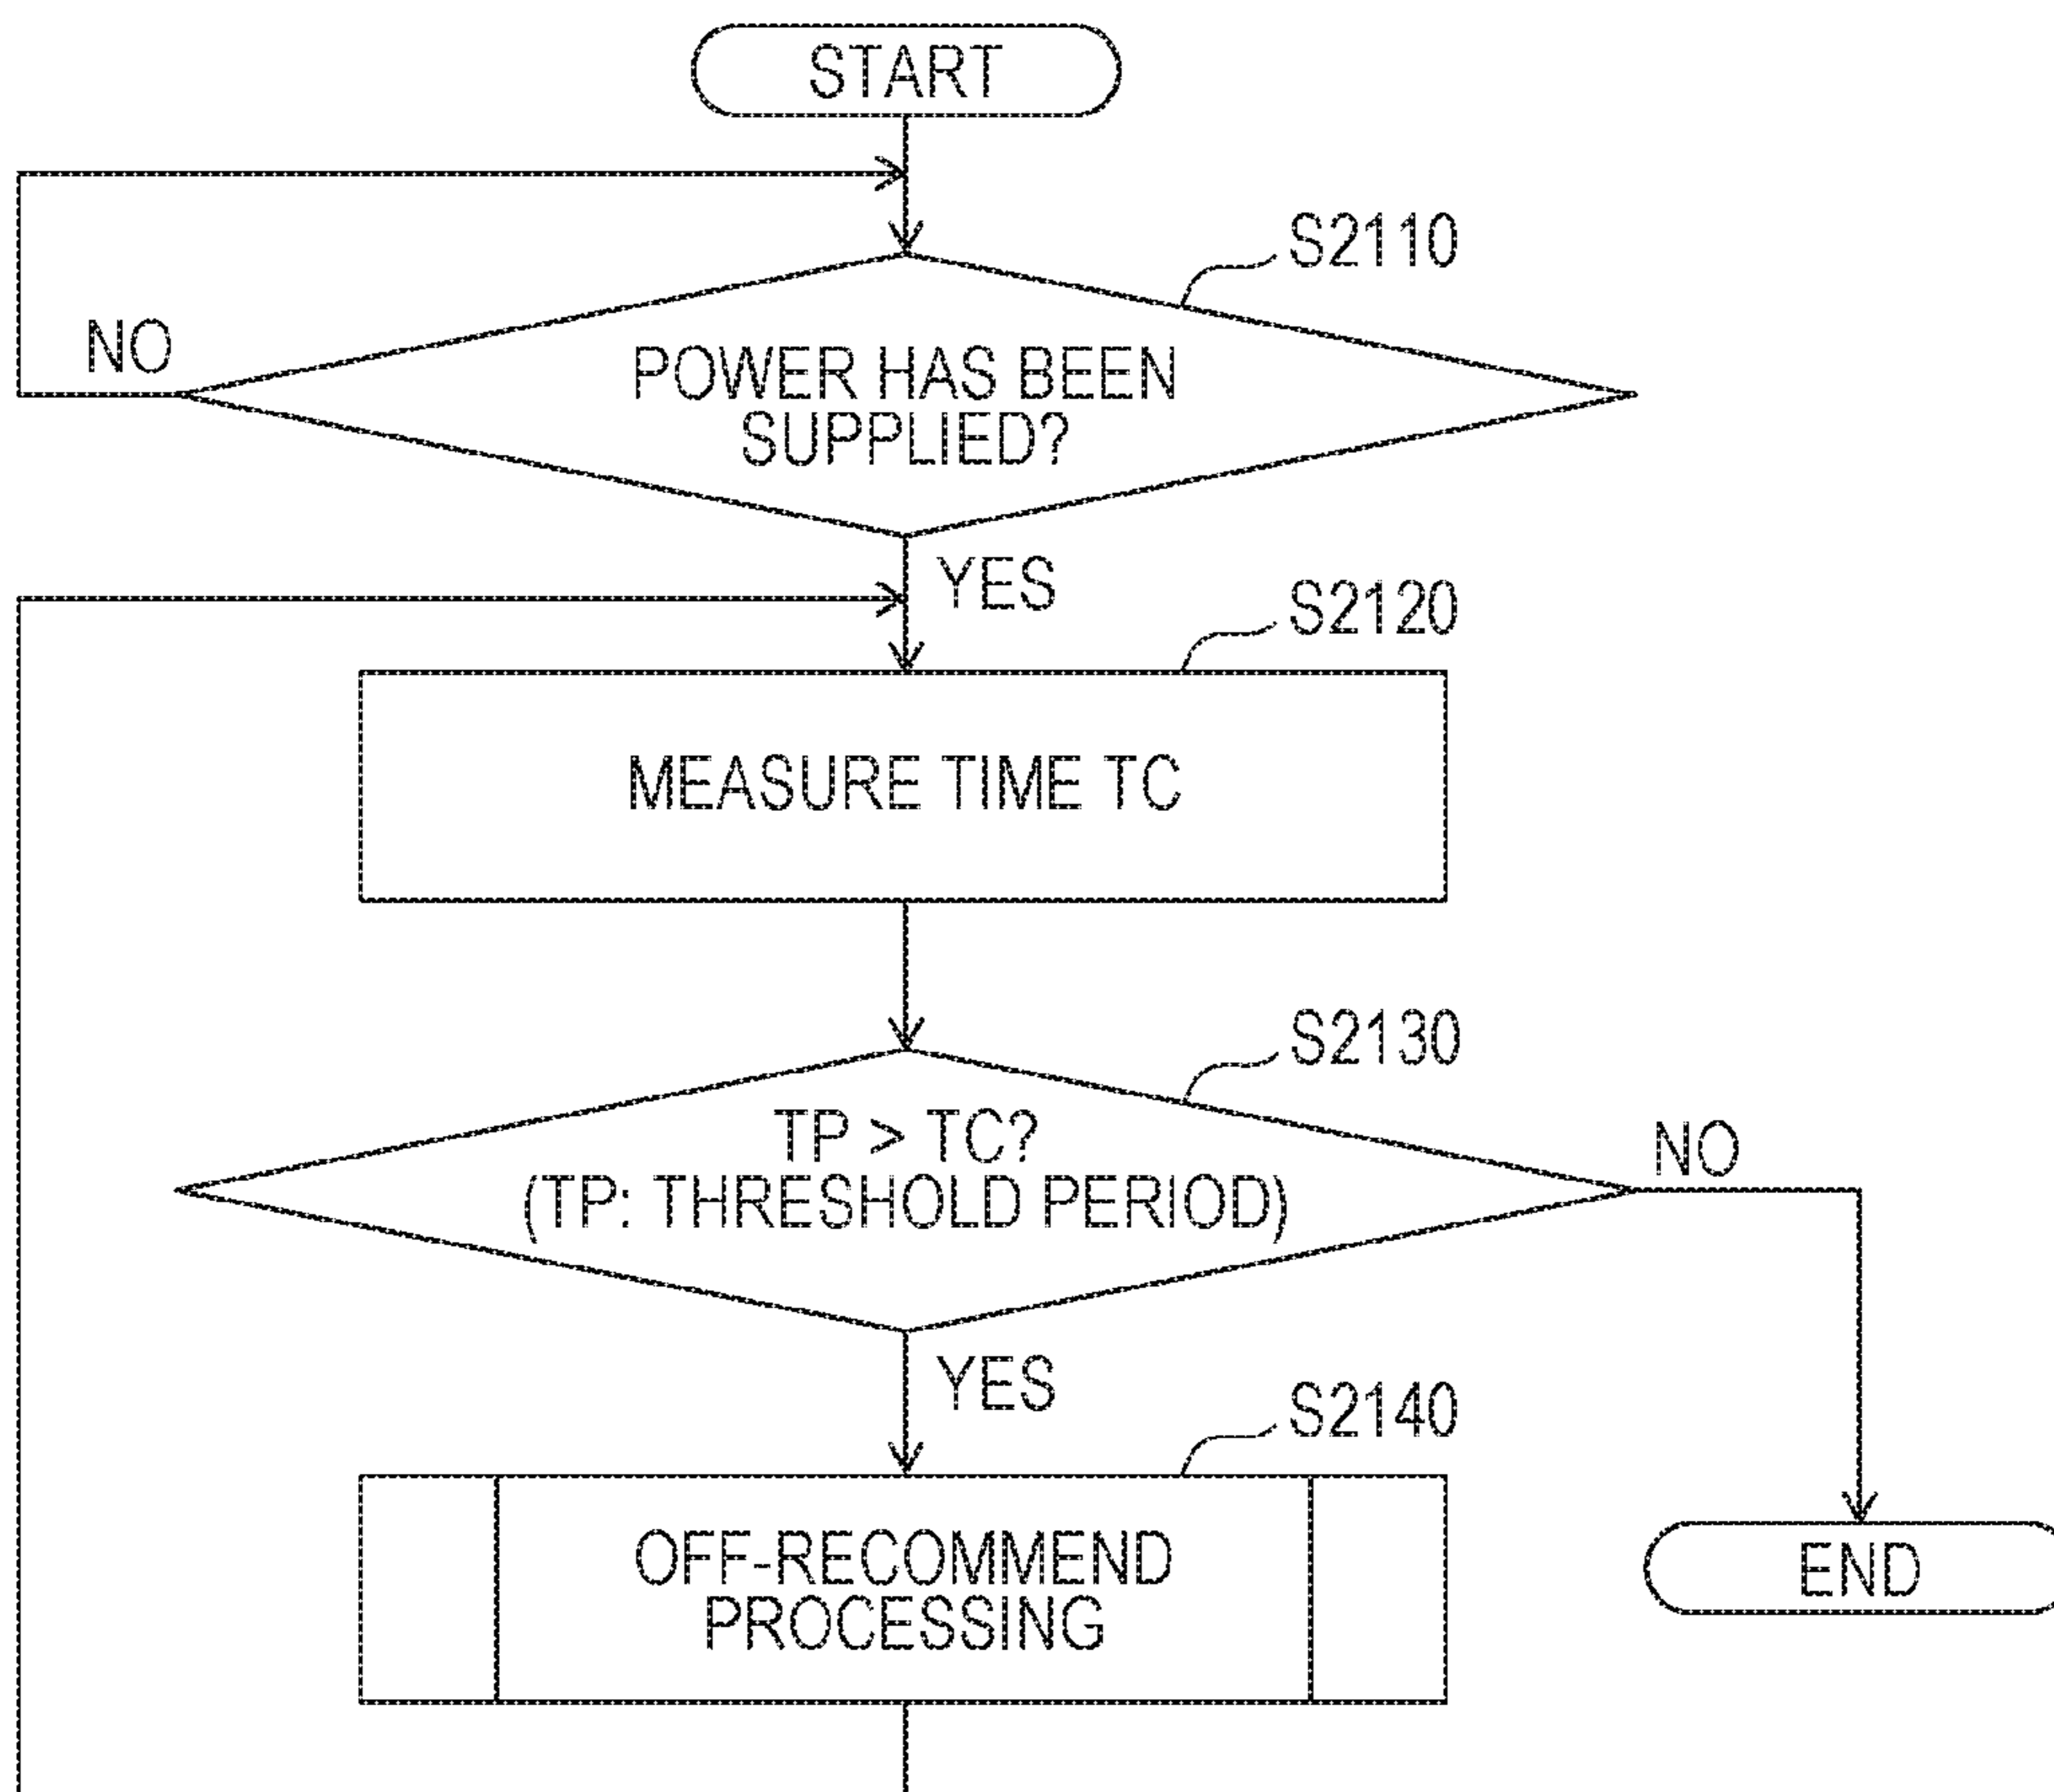 START
S2110
NO
POWER HAS BEEN
SUPPLIED?
YES
S2120
MEASURE TIME TC
S2130
TP > TC?
(TP: THRESHOLD PERIOD)
NO
YES
S2140
OFF-RECOMMEND
PROCESSING
END